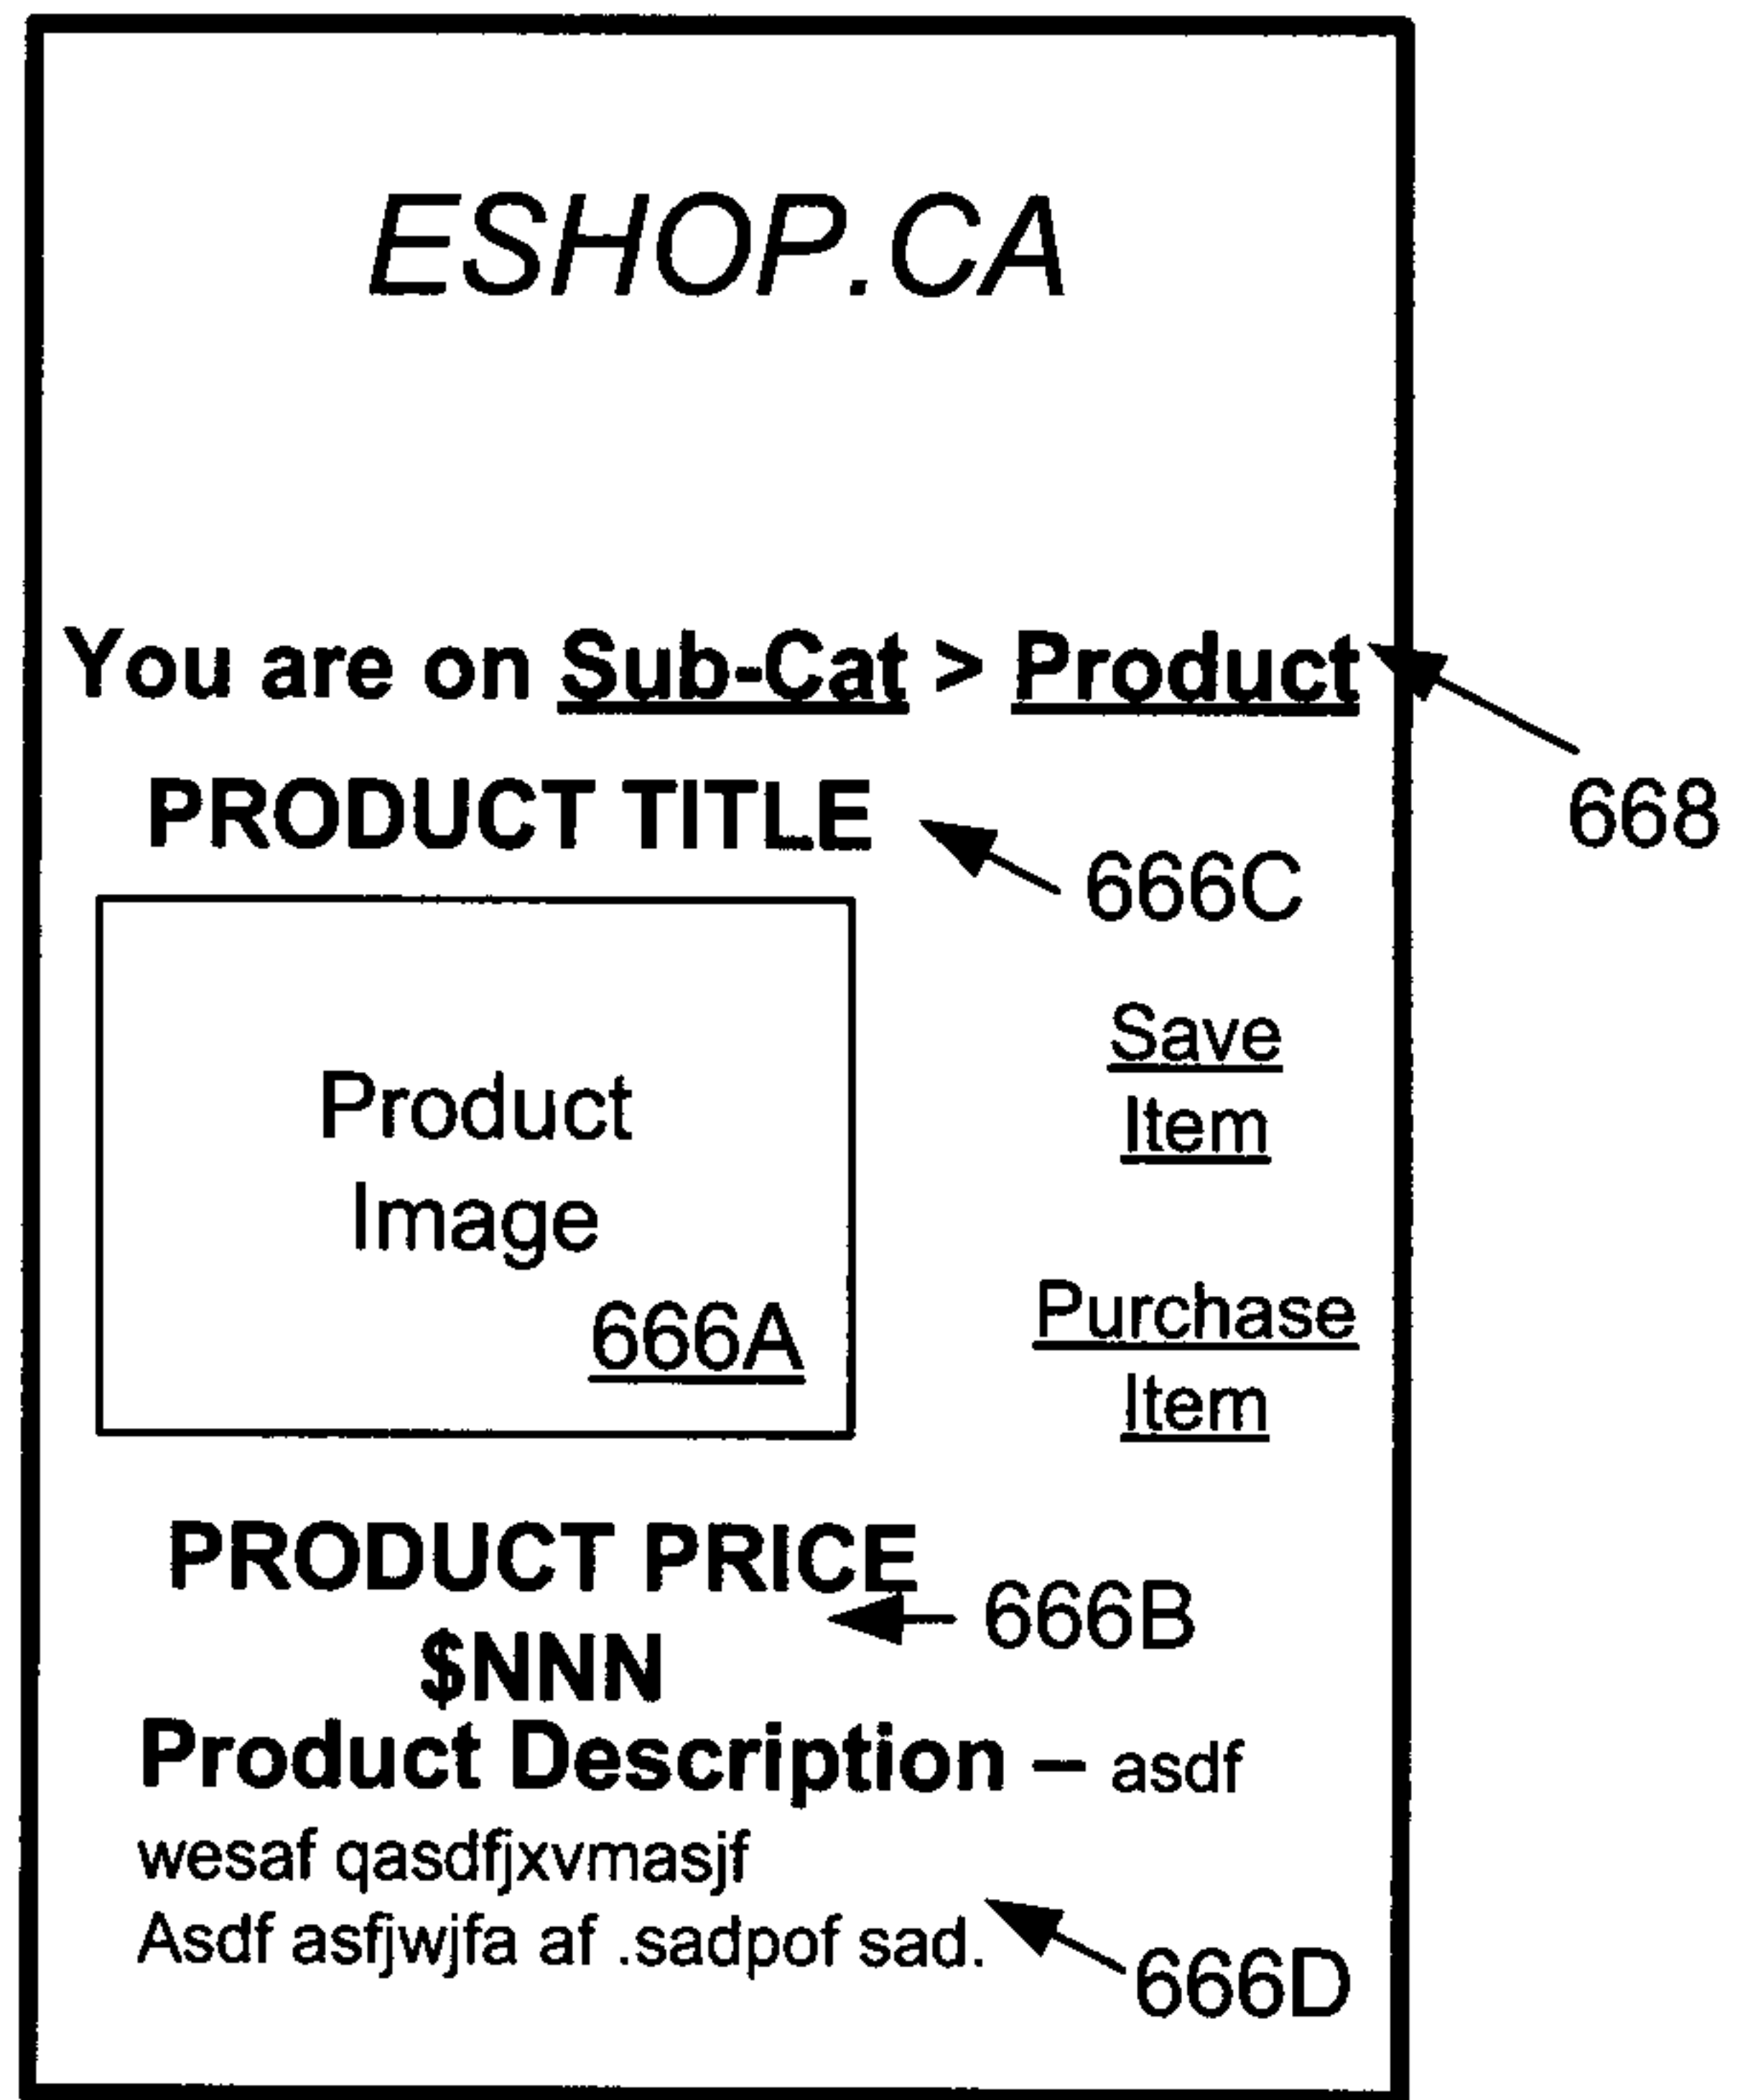 ESHOP.CA
You are on Sub-Cat > Product
668
PRODUCT TITLE
666C
Product
Image
666A
Save
Item
Purchase
Item
PRODUCT PRICE
$NNN
666B
Product Description – asdf
wesaf qasdfjxvmasjf
Asdf asfjwjfa af .sadpof sad.
666D